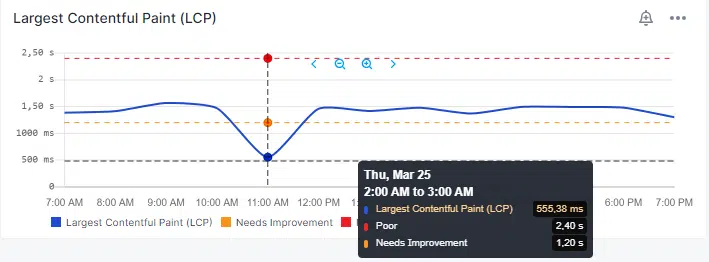 Largest Contentful Paint (LCP)
2,50 s
2 s
1,50 s
1000 ms
500 ms
0
7:00 AM 8:00 AM 9:00 AM 10:00 AM 11:00 AM 12:00 PM 6:00 PM 7:00 PM
Largest Contentful Paint (LCP) Needs Improvement
Thu, Mar 25
2:00 AM to 3:00 AM
Largest Contentful Paint (LCP) 555,38 ms
Poor 2,40 s
Needs Improvement 1,20 s